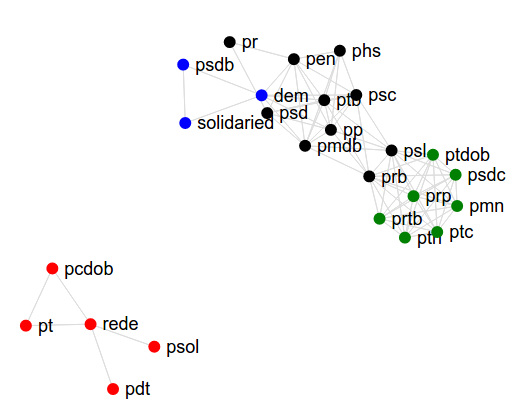 pr
phs
pen
psdb
dem
ptb
psc
psd
solidaried
pp
pmdb
psl
ptdob
prb
psdc
prp
pmn
prtb
ptn
ptc
pcdob
pt
rede
psol
pdt